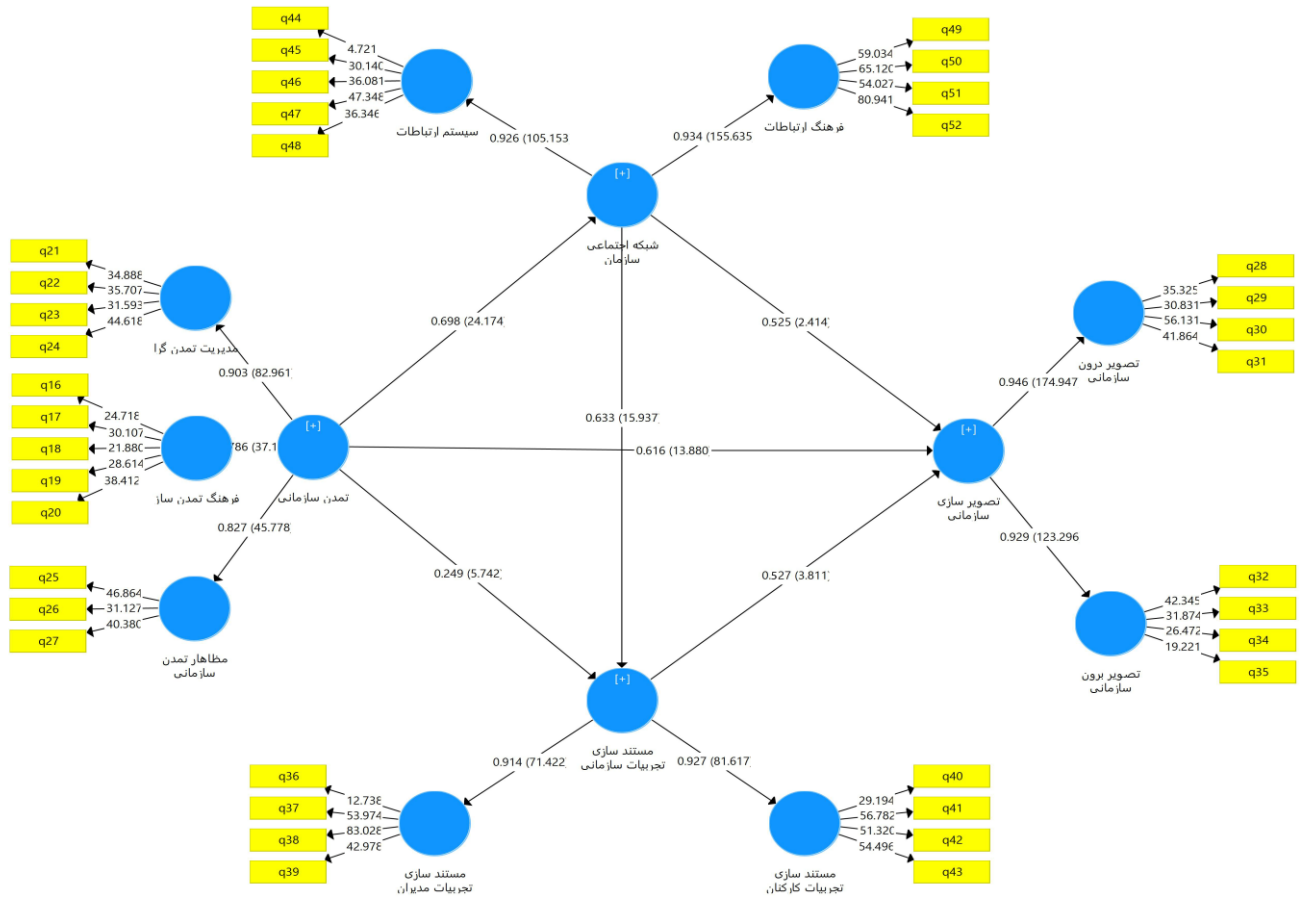 q44
q45
q46
q47
q48
4.721
30.140
36.081
47.348
36.346
سیستم ارتباطات
q49
q50
q51
q52
59.034
65.120
54.027
80.941
فرهنگ ارتباطات
0.926 (105.153
0.934 (155.635
[+]
شبکه اجتماعی
سازمان
q21
q22
q23
q24
34.888
35.707
31.593
44.618
مدیریت تمدن گرا
0.903 (82.961)
q16
q17
q18
q19
q20
24.718
30.107
21.880
28.614
38.412
فرهنگ تمدن ساز
786 (37.1
[+]
تمدن سازمانی
0.827 (45.778)
q25
q26
q27
46.864
31.127
40.380
مظاهار تمدن
سازمانی
0.698 (24.174)
0.525 (2.414)
0.633 (15.937)
0.616 (13.880)
0.249 (5.742)
0.527 (3.811)
[+]
تصویر سازی
سازمانی
q28
q29
q30
q31
35.325
30.831
56.131
41.864
تصویر درون
سازمانی
0.946 (174.947
0.929 (123.296
q32
q33
q34
q35
42.345
31.874
26.472
19.221
تصویر برون
سازمانی
[+]
مستند سازی
تجربیات سازمانی
0.914 (71.422)
0.927 (81.617)
q36
q37
q38
q39
12.738
53.974
83.028
42.978
مستند سازی
تجربیات مدیران
q40
q41
q42
q43
29.194
56.782
51.320
54.496
مستند سازی
تجربیات کارکنان